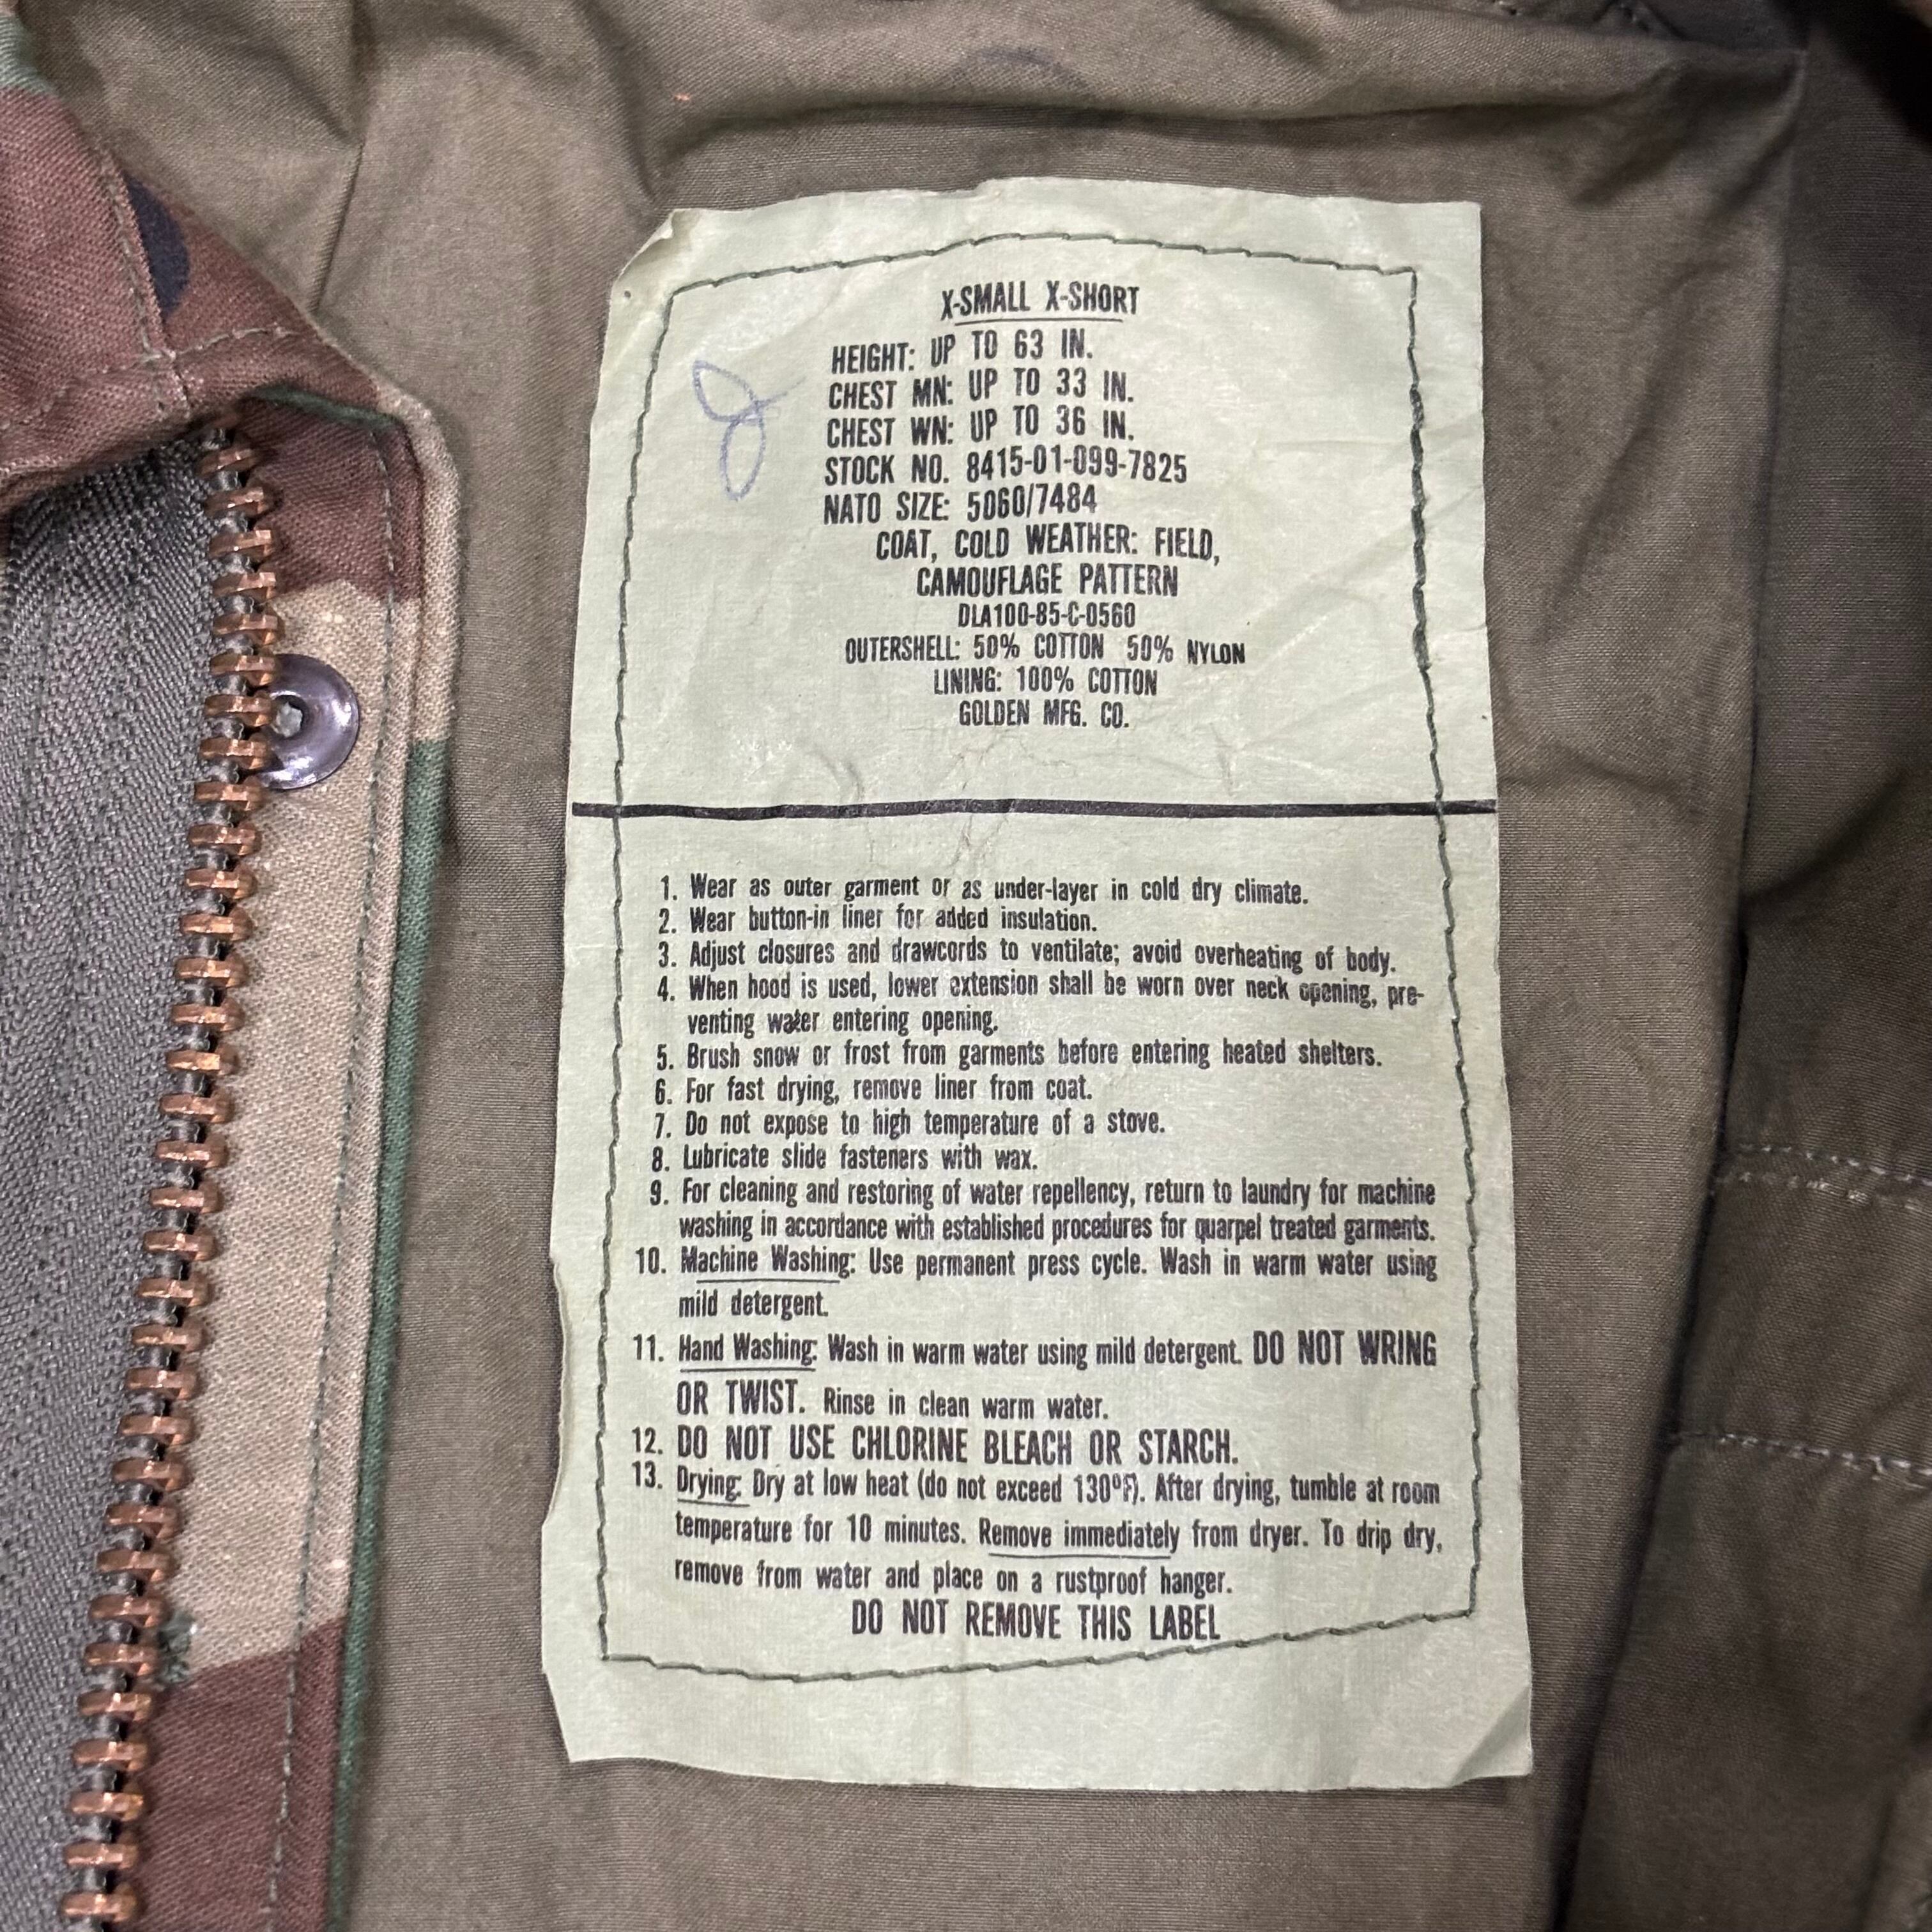 X-SMALL X-SHORT
HEIGHT: UP TO 63 IN.
CHEST MN: UP TO 33 IN.
CHEST WN: UP TO 36 IN.
STOCK NO. 8415-01-099-7825
NATO SIZE: 5060/7484
COAT, COLD WEATHER: FIELD,
CAMOUFLAGE PATTERN
DLA100-85-C-0560
OUTERSHELL: 50% COTTON 50% NYLON
LINING: 100% COTTON
GOLDEN MFG. CO.
1. Wear as outer garment or as under-layer in cold dry climate.
2. Wear button-in liner for added insulation.
3. Adjust closures and drawcords to ventilate; avoid overheating of body.
4. When hood is used, lower extension shall be worn over neck opening, pre-
venting water entering opening.
5. Brush snow or frost from garments before entering heated shelters.
6. For fast drying, remove liner from coat.
7. Do not expose to high temperature of a stove.
8. Lubricate slide fasteners with wax.
9. For cleaning and restoring of water repellency, return to laundry for machine
washing in accordance with established procedures for quarpel treated garments.
10. Machine Washing: Use permanent press cycle. Wash in warm water using
mild detergent.
11. Hand Washing: Wash in warm water using mild detergent. DO NOT WRING
OR TWIST. Rinse in clean warm water.
12. DO NOT USE CHLORINE BLEACH OR STARCH.
13. Drying: Dry at low heat (do not exceed 130ºF). After drying, tumble at room
temperature for 10 minutes. Remove immediately from dryer. To drip dry,
remove from water and place on a rustproof hanger.
DO NOT REMOVE THIS LABEL